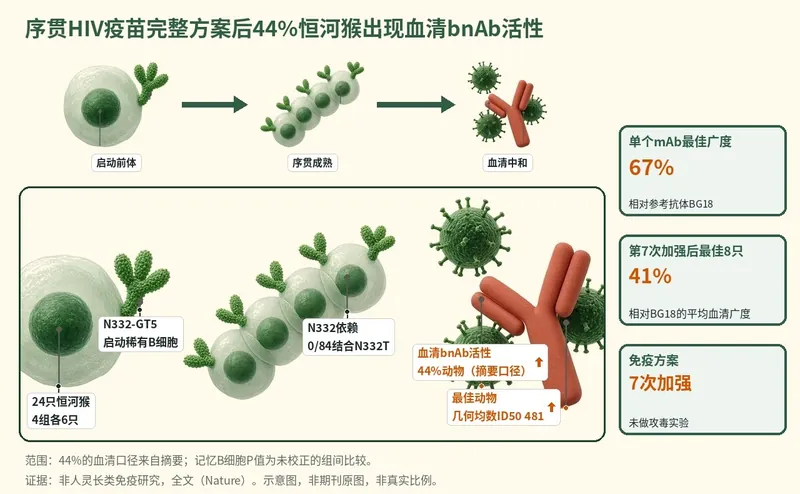 序贯HIV疫苗完整方案后44%恒河猴出现血清bnAb活性
启动前体
序贯成熟
血清中和
单个mAb最佳广度
67%
相对参考抗体BG18
第7次加强后最佳8只
41%
相对BG18的平均血清广度
免疫方案
7次加强
未做攻毒实验
N332-GT5
启动稀有B细胞
N332依赖
0/84结合N332T
血清bnAb活性
44%动物（摘要口径）
最佳动物
几何均数ID50 481
24只恒河猴
4组各6只
范围：44%的血清口径来自摘要；记忆B细胞P值为未校正的组间比较。
证据：非人灵长类免疫研究，全文（Nature）。示意图，非期刊原图，非真实比例。